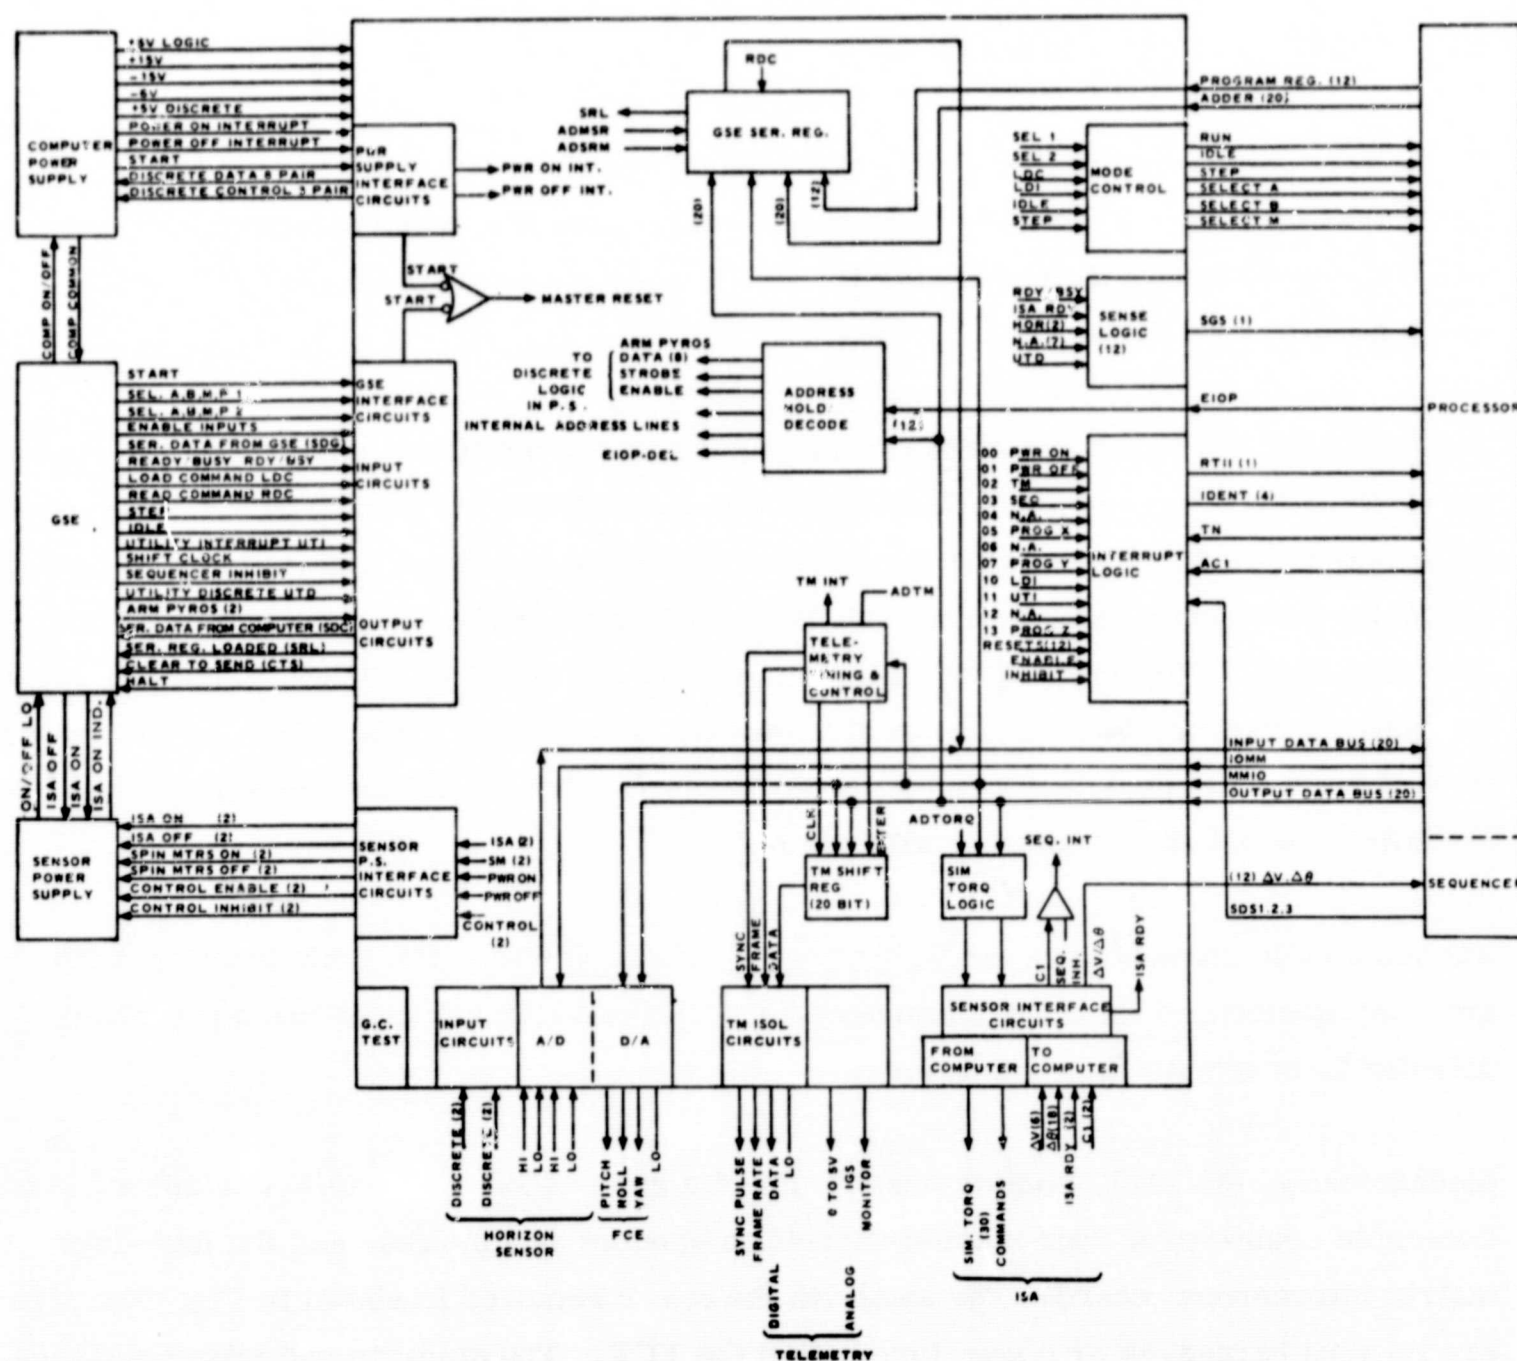 +5V LOGIC
+15V
-15V
-6V
+5V DISCRETE
POWER ON INTERRUPT
POWER OFF INTERRUPT
START
DISCRETE DATA 8 PAIR
DISCRETE CONTROL 3 PAIR
COMPUTER
POWER
SUPPLY
PWR
SUPPLY
INTERFACE
CIRCUITS
PWR ON INT.
PWR OFF INT.
COMP ON/OFF
COMP COMMON
START
START
MASTER RESET
RDC
SRL
ADMSR
ADSRM
GSE SER. REG.
(20)
(20)
(12)
PROGRAM REG. (12)
ADDER (20)
SEL 1
SEL 2
LDC
LDI
IDLE
STEP
MODE
CONTROL
RUN
IDLE
STEP
SELECT A
SELECT B
SELECT M
RDY/BSY
ISA RDY
HOR(2)
N.A.(7)
UTD
SENSE
LOGIC
(12)
SGS (1)
PROCESSOR
GSE
START
SEL. A.B.M.P 1
SEL. A.B.M.P 2
ENABLE INPUTS
SER. DATA FROM GSE (SDG)
READY/BUSY RDY/BSY
LOAD COMMAND LDC
READ COMMAND RDC
STEP
IDLE
UTILITY INTERRUPT UTI
SHIFT CLOCK
SEQUENCER INHIBIT
UTILITY DISCRETE UTD
ARM PYROS (2)
SER. DATA FROM COMPUTER (SDC)
SER. REG. LOADED (SRL)
CLEAR TO SEND (CTS)
HALT
GSE
INTERFACE
CIRCUITS
INPUT
CIRCUITS
OUTPUT
CIRCUITS
TO
DISCRETE
LOGIC
IN P.S.
ARM PYROS
DATA (8)
STROBE
ENABLE
INTERNAL ADDRESS LINES
EIOP-DEL
ADDRESS
HOLD/
DECODE
(12)
EIOP
00 PWR ON
01 PWR OFF
02 TM
03 SEQ
04 N.A.
05 PROG X
06 N.A.
07 PROG Y
10 LDI
11 UTI
12 N.A.
13 PROG Z
RESETS(12)
ENABLE
INHIBIT
INTERRUPT
LOGIC
RTII (1)
IDENT (4)
TN
AC1
TM INT
ADTM
TELE-
METRY
TIMING &
CONTROL
INPUT DATA BUS (20)
IOMM
MMIO
OUTPUT DATA BUS (20)
ON/OFF LO
ISA OFF
ISA ON
ISA ON IND.
SENSOR
POWER
SUPPLY
ISA ON (2)
ISA OFF (2)
SPIN MTRS ON (2)
SPIN MTRS OFF (2)
CONTROL ENABLE (2)
CONTROL INHIBIT (2)
SENSOR
P.S.
INTERFACE
CIRCUITS
ISA (2)
SM (2)
PWR ON
PWR OFF
CONTROL
(2)
CLK
TM SHIFT
REG
(20 BIT)
ADTORQ
SIM
TORQ
LOGIC
SEQ. INT
(12) ΔV.Δθ
SDS1.2.3
SEQUENCER
SYNC
FRAME
DATA
C1
SEQ.
INH.
ΔV/Δθ
ISA RDY
G.C.
TEST
INPUT
CIRCUITS
A/D
D/A
TM ISOL
CIRCUITS
SENSOR INTERFACE
CIRCUITS
FROM
COMPUTER
TO
COMPUTER
DISCRETE (2)
DISCRETE (2)
HI
LO
HI
LO
HORIZON
SENSOR
PITCH
ROLL
YAW
LO
FCE
SYNC PULSE
FRAME RATE
DIGITAL DATA
LO
0 TO 5V
ANALOG IGS
MONITOR
TELEMETRY
SIM. TORQ
(30)
COMMANDS
ΔV(6)
Δθ(18)
ISA RDY (2)
C1 (2)
ISA